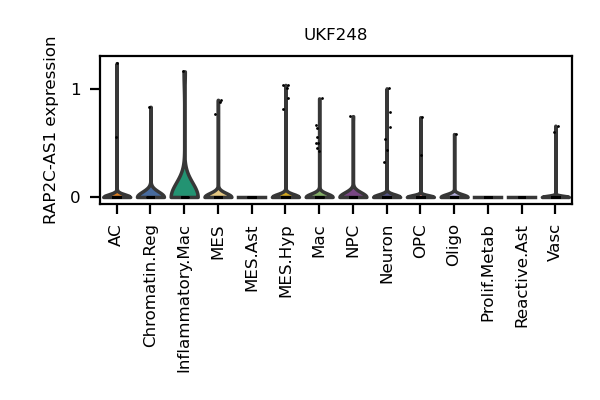 UKF248
RAP2C-AS1 expression
1
0
AC
Chromatin.Reg
Inflammatory.Mac
MES
MES.Ast
MES.Hyp
Mac
NPC
Neuron
OPC
Oligo
Prolif.Metab
Reactive.Ast
Vasc